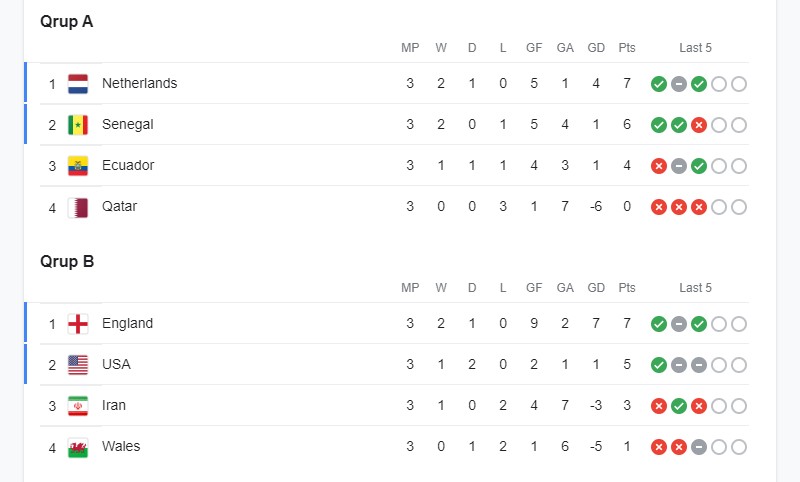 Qrup A
MP W D L GF GA GD Pts Last 5
1 Netherlands 3 2 1 0 5 1 4 7
2 Senegal 3 2 0 1 5 4 1 6
3 Ecuador 3 1 1 1 4 3 1 4
4 Qatar 3 0 0 3 1 7 -6 0
Qrup B
MP W D L GF GA GD Pts Last 5
1 England 3 2 1 0 9 2 7 7
2 USA 3 1 2 0 2 1 1 5
3 Iran 3 1 0 2 4 7 -3 3
4 Wales 3 0 1 2 1 6 -5 1